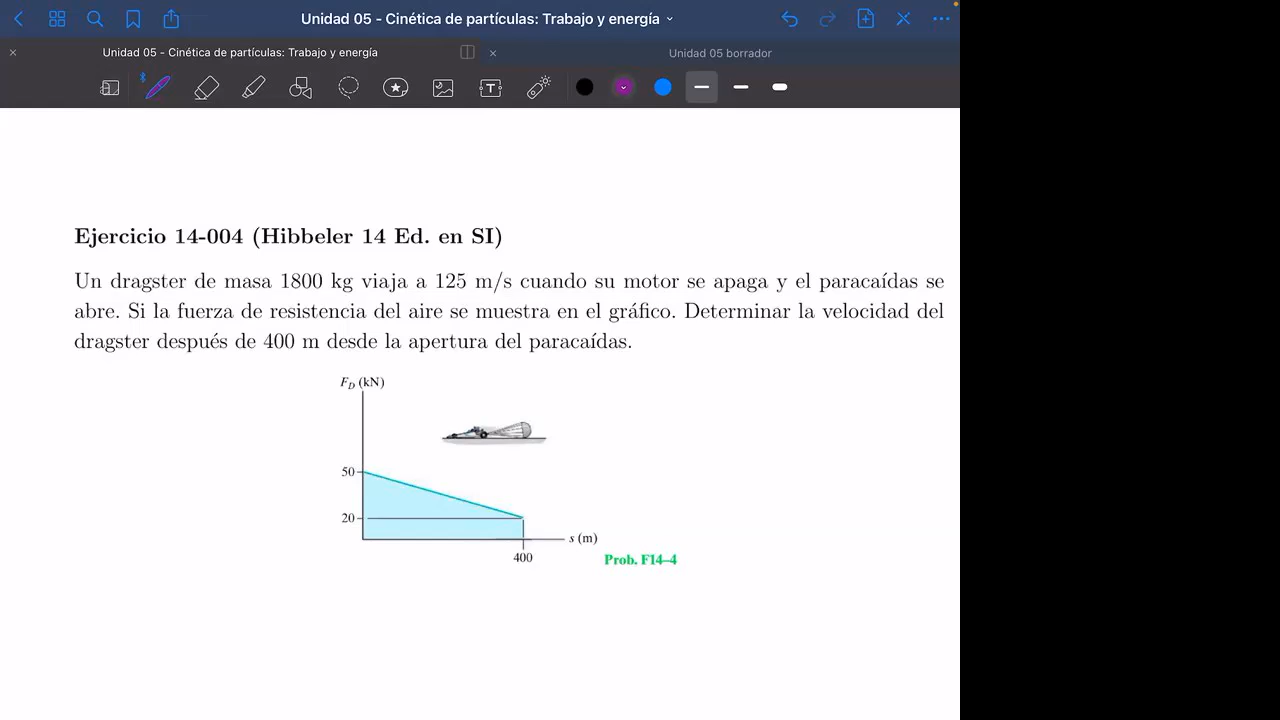 Unidad 05 - Cinética de partículas: Trabajo y energía
Unidad 05 - Cinética de partículas: Trabajo y energía
Unidad 05 borrador
T
Ejercicio 14-004 (Hibbeler 14 Ed. en SI)
Un dragster de masa 1800 kg viaja a 125 m/s cuando su motor se apaga y el paracaídas se
abre. Si la fuerza de resistencia del aire se muestra en el gráfico. Determinar la velocidad del
dragster después de 400 m desde la apertura del paracaídas.
F_D (kN)
50
20
s (m)
400
Prob. F14–4